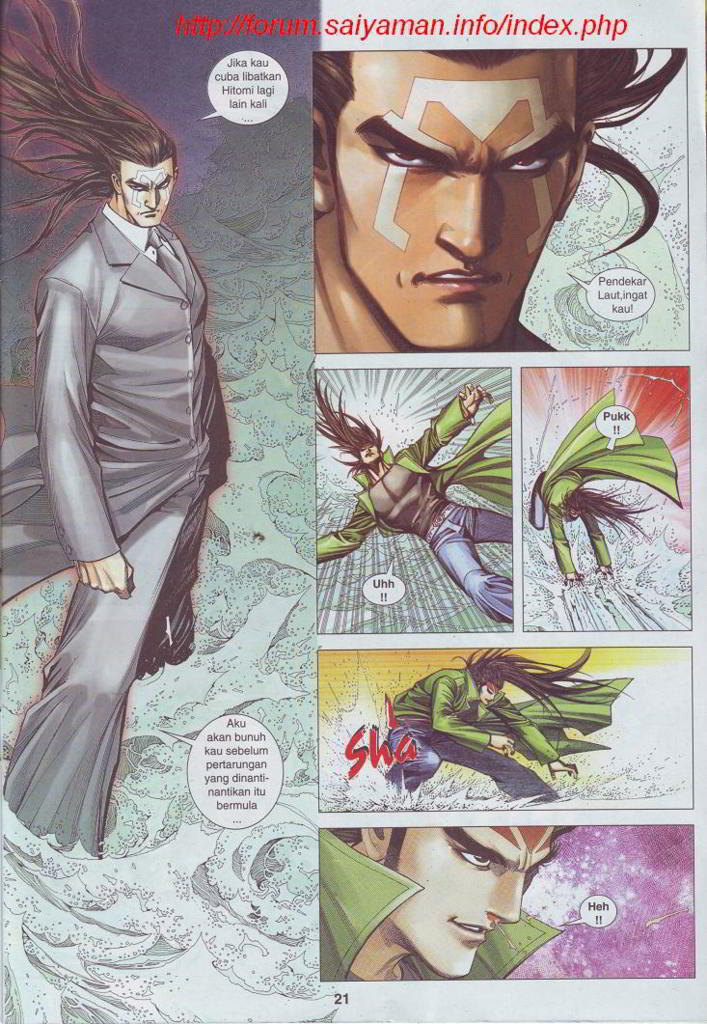 http://forum.saiyaman.info/index.php
Jika kau
cuba libatkan
Hitomi lagi
lain kali
...
Pendekar
Laut,ingat
kau!
Uhh
!!
Pukk
!!
Sha
Aku
akan bunuh
kau sebelum
pertarungan
yang dinanti-
nantikan itu
bermula
...
Heh
!!
21